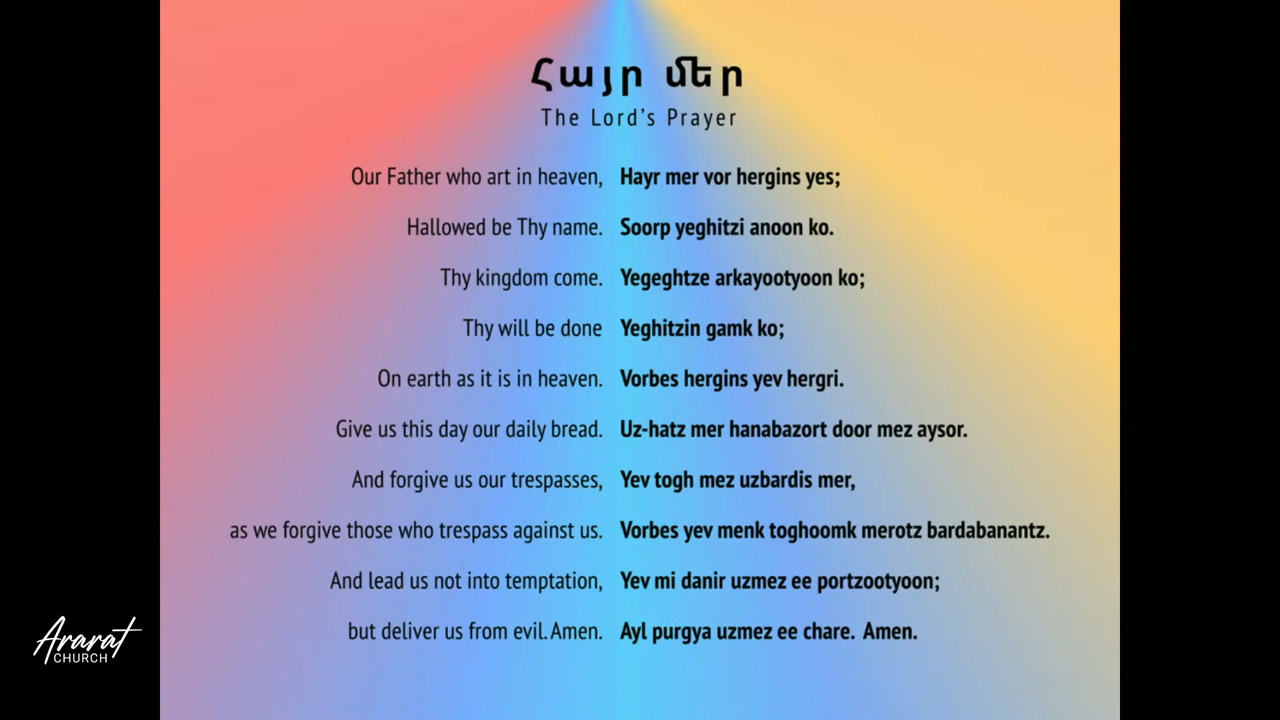 Հայր մեր
The Lord's Prayer
Our Father who art in heaven, Hayr mer vor hergins yes;
Hallowed be Thy name. Soorp yeghitzi anoon ko.
Thy kingdom come. Yegeghtze arkayootyoon ko;
Thy will be done Yeghitzin gamk ko;
On earth as it is in heaven. Vorbes hergins yev hergri.
Give us this day our daily bread. Uz-hatz mer hanabazort door mez aysor.
And forgive us our trespasses, Yev togh mez uzbardis mer,
as we forgive those who trespass against us. Vorbes yev menk toghoomk merotz bardabanantz.
And lead us not into temptation, Yev mi danir uzmez ee portzootyoon;
but deliver us from evil. Amen. Ayl purgya uzmez ee chare. Amen.
Ararat
CHURCH